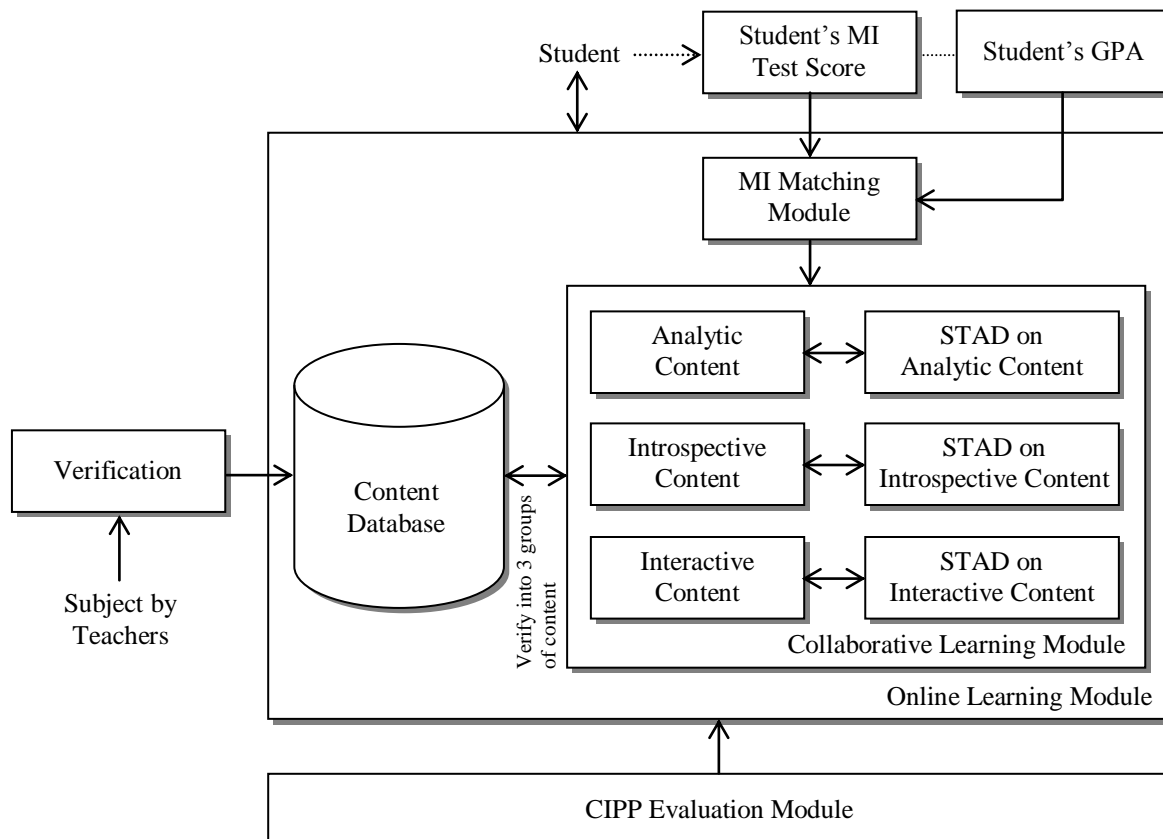 Student
Student’s MI
Test Score
Student’s GPA
MI Matching
Module
Analytic
Content
STAD on
Analytic Content
Introspective
Content
STAD on
Introspective Content
Interactive
Content
STAD on
Interactive Content
Collaborative Learning Module
Online Learning Module
Content
Database
Verify into 3 groups
of content
Verification
Subject by
Teachers
CIPP Evaluation Module